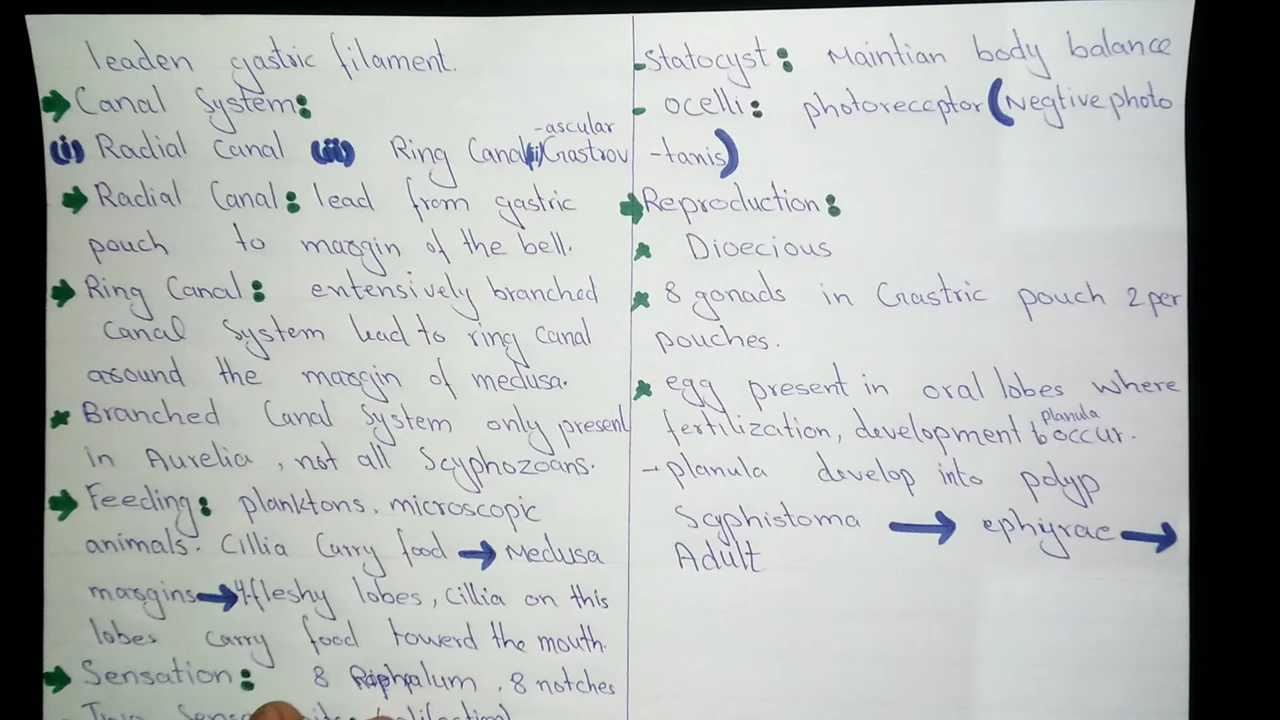 leaden gastric filament.
Canal System:
(i) Radial Canal (ii) Ring Canal Gastrov
-ascular
Radial Canal: lead from gastric
pouch to margin of the bell.
Ring Canal: entensively branched
Canal System lead to ring Canal
around the margin of medusa.
Branched Canal System only present
in Aurelia, not all Scyphozoans.
Feeding: planktons. microscopic
animals. Cillia Carry food → Medusa
margins → 4-fleshy lobes, Cillia on this
lobes carry food towerd the mouth.
Sensation: 8 , 8 notches
Two
Statocyst: Maintian body balance
ocelli: photoreceptor (Negtive photo
-tanis)
Reproduction:
Dioecious
8 gonads in Gastric pouch 2 per
pouches.
egg present in oral lobes where
fertilization, development planula occur.
- planula develop into polyp
Scyphistoma → ephyrae →
Adult